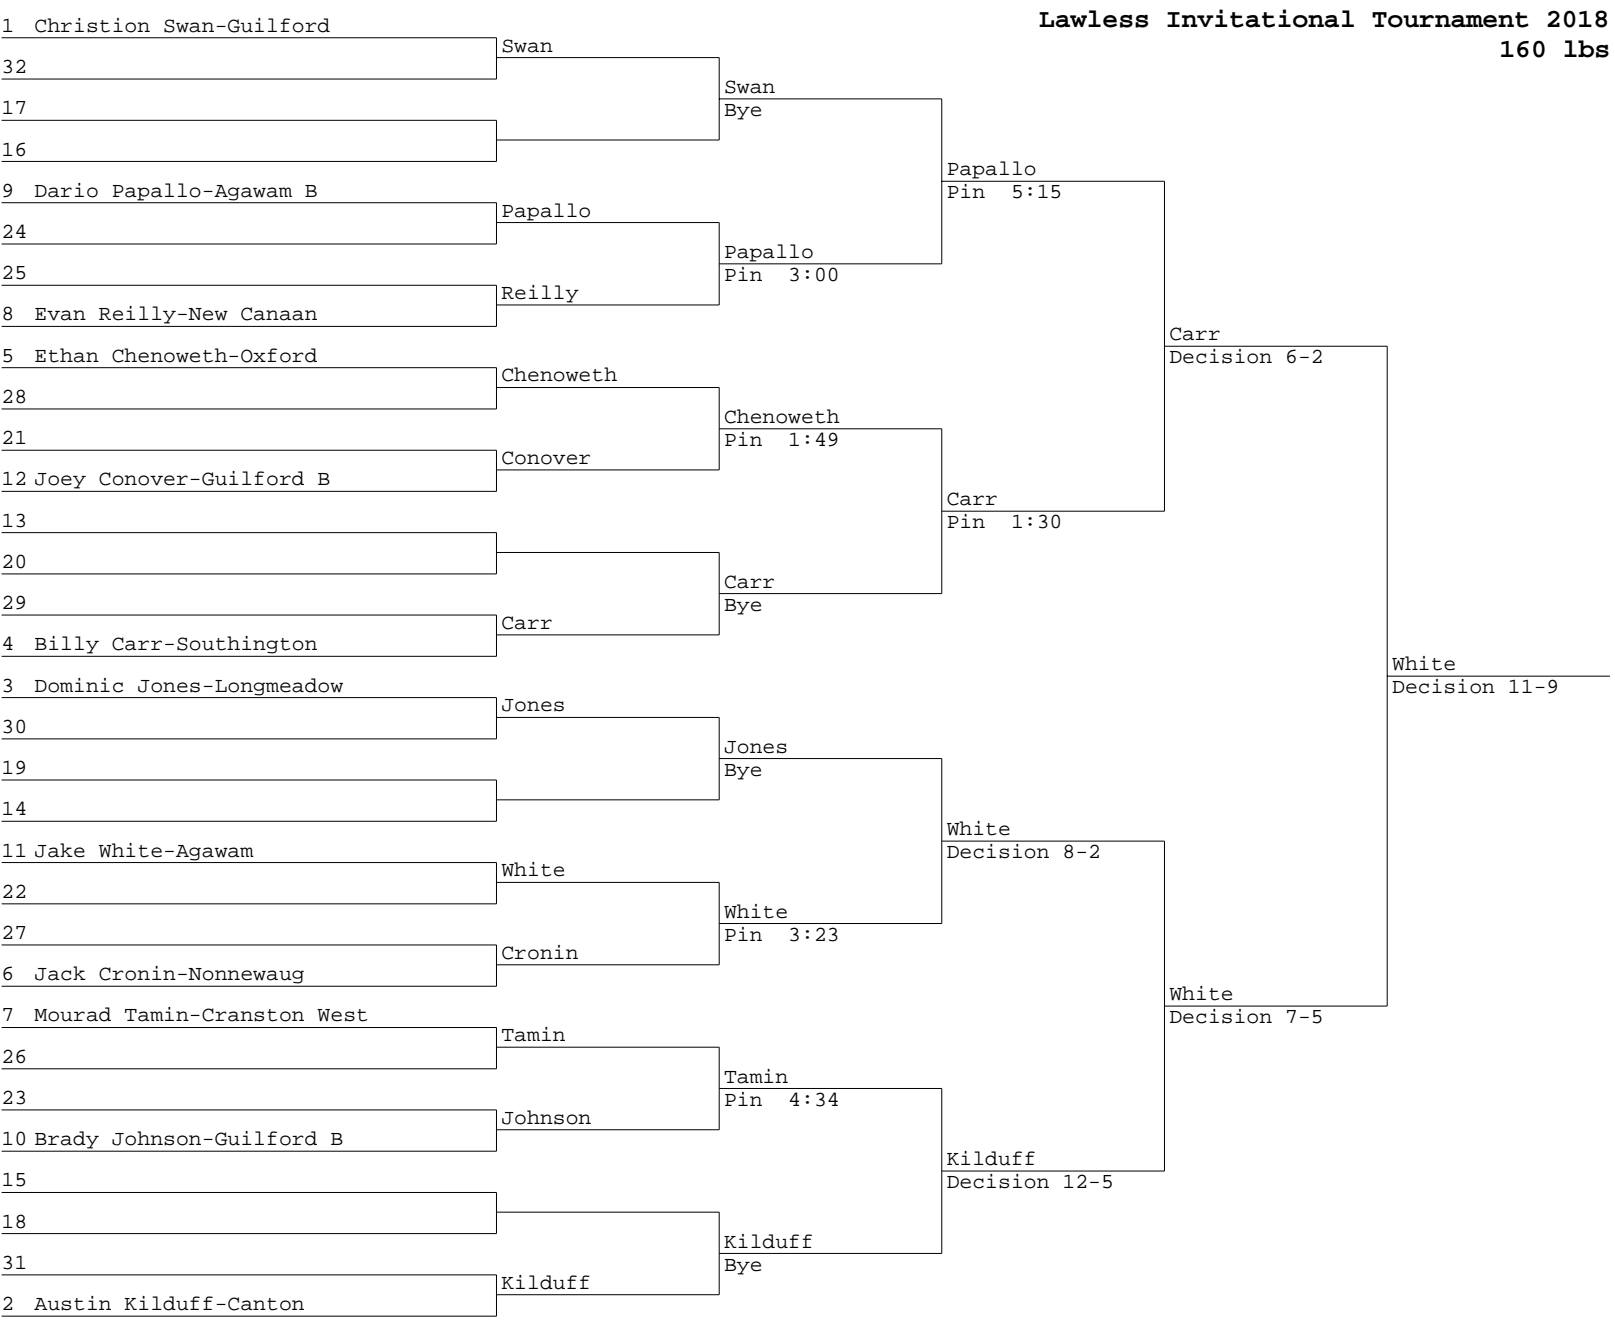 Lawless Invitational Tournament 2018
160 lbs
1 Christion Swan-Guilford
Swan
32
Swan
Bye
17
16
Papallo
Pin 5:15
9 Dario Papallo-Agawam B
Papallo
24
Papallo
Pin 3:00
25
Reilly
8 Evan Reilly-New Canaan
Carr
Decision 6-2
5 Ethan Chenoweth-Oxford
Chenoweth
28
Chenoweth
Pin 1:49
21
Conover
12 Joey Conover-Guilford B
Carr
Pin 1:30
13
20
Carr
Bye
29
Carr
4 Billy Carr-Southington
White
Decision 11-9
3 Dominic Jones-Longmeadow
Jones
30
Jones
Bye
19
14
White
Decision 8-2
11 Jake White-Agawam
White
22
White
Pin 3:23
27
Cronin
6 Jack Cronin-Nonnewaug
White
Decision 7-5
7 Mourad Tamin-Cranston West
Tamin
26
Tamin
Pin 4:34
23
Johnson
10 Brady Johnson-Guilford B
Kilduff
Decision 12-5
15
18
Kilduff
Bye
31
Kilduff
2 Austin Kilduff-Canton